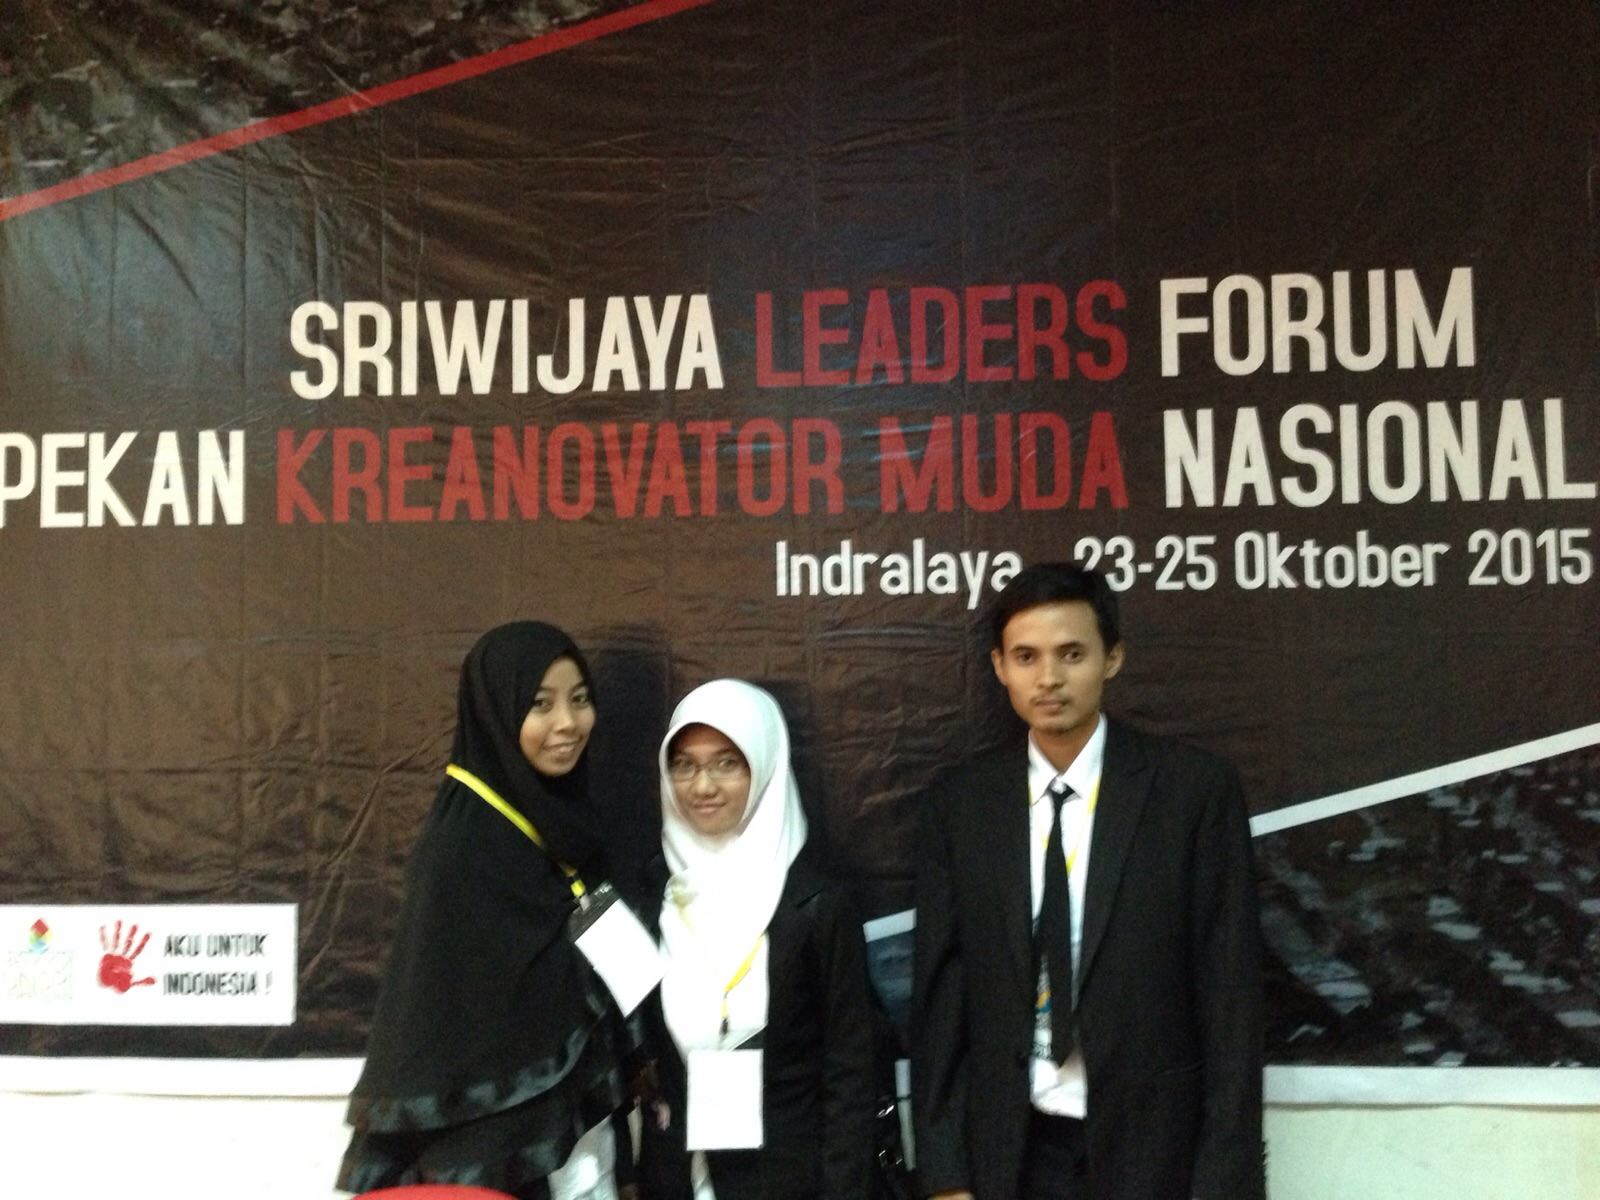 SRIWIJAYA LEADERS FORUM
PEKAN KREANOVATOR MUDA NASIONAL
Indralaya 23-25 Oktober 2015
AKU UNTUK
INDONESIA !